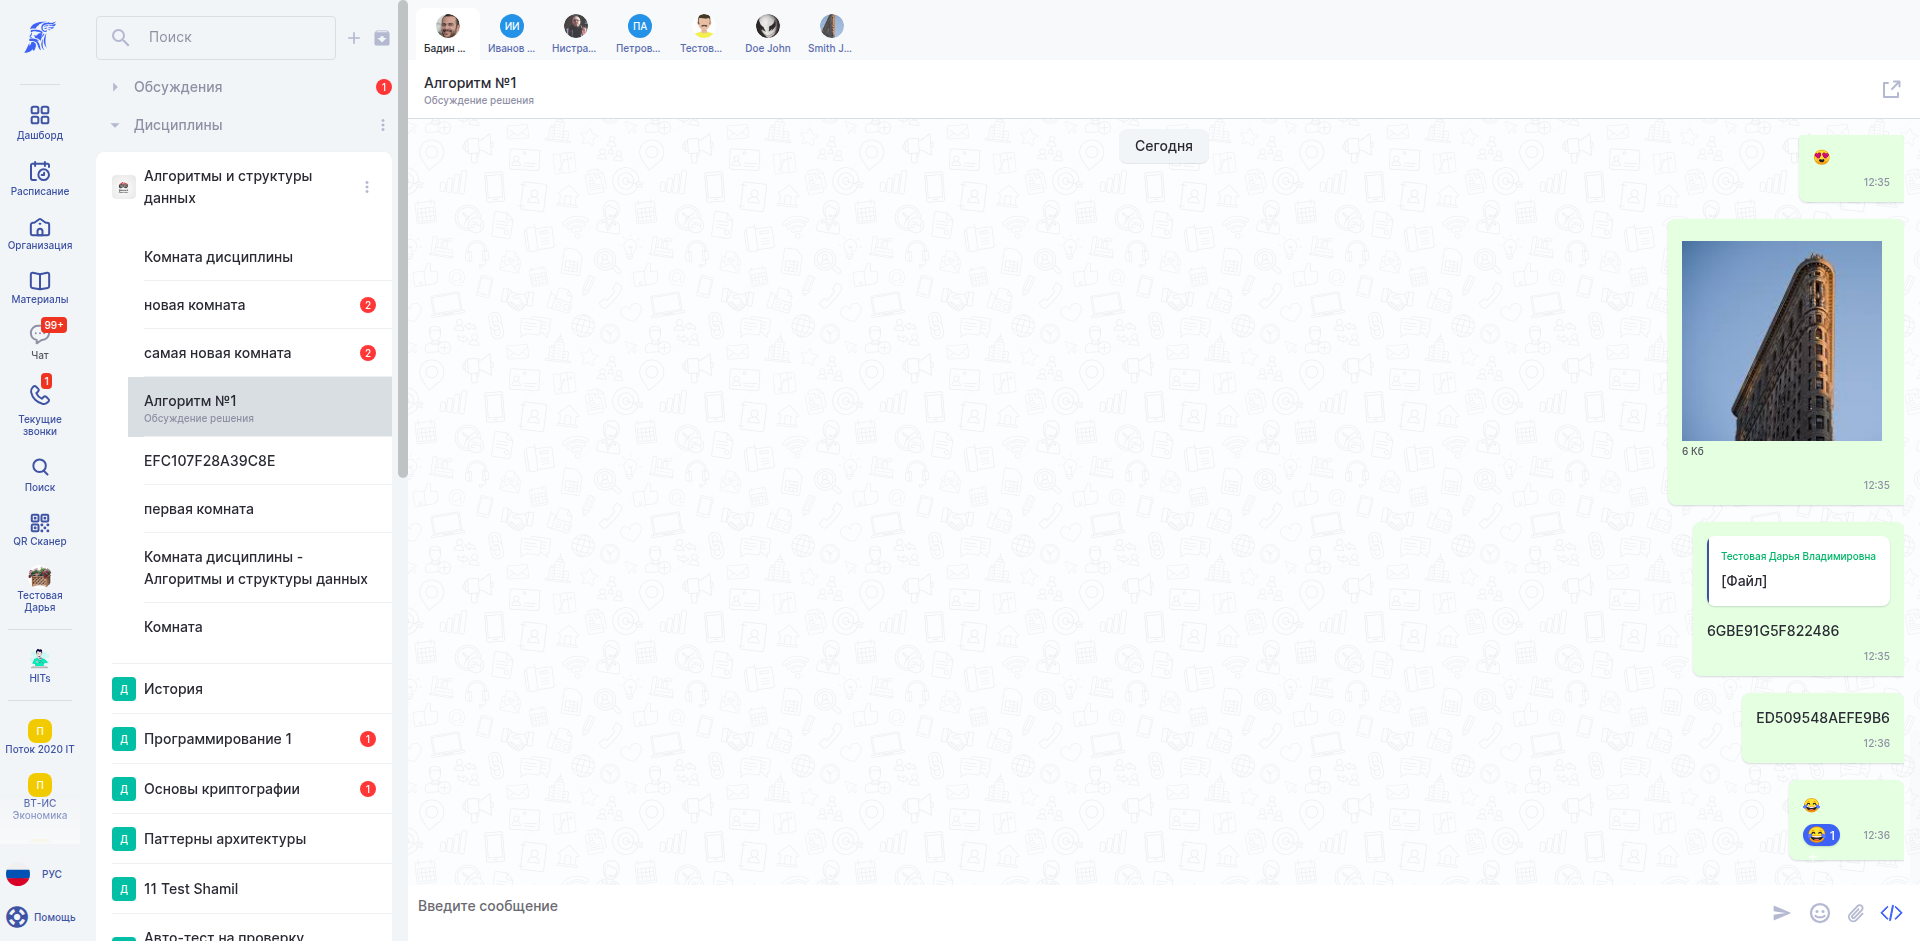 Дашборд
Расписание
Организация
Материалы
99+
Чат
1
Текущие
звонки
Поиск
QR Сканер
Тестовая
Дарья
HITs
П
Поток 2020 IT
П
ВТ-ИС
Экономика
РУС
Помощь
Поиск
Обсуждения
1
Дисциплины
Алгоритмы и структуры
данных
Комната дисциплины
новая комната
2
самая новая комната
2
Алгоритм №1
Обсуждение решения
EFC107F28A39C8E
первая комната
Комната дисциплины -
Алгоритмы и структуры данных
Комната
Д
История
Д
Программирование 1
1
Д
Основы криптографии
1
Д
Паттерны архитектуры
Д
11 Test Shamil
Авто-тест на проверку
Бадин ...
ИИ
Иванов ...
Нистра...
ПА
Петров...
Тестов...
Doe John
Smith J...
Алгоритм №1
Обсуждение решения
Сегодня
12:35
6 Кб
12:35
Тестовая Дарья Владимировна
[Файл]
6GBE91G5F822486
12:35
ED509548AEFE9B6
12:36
1
12:36
Введите сообщение